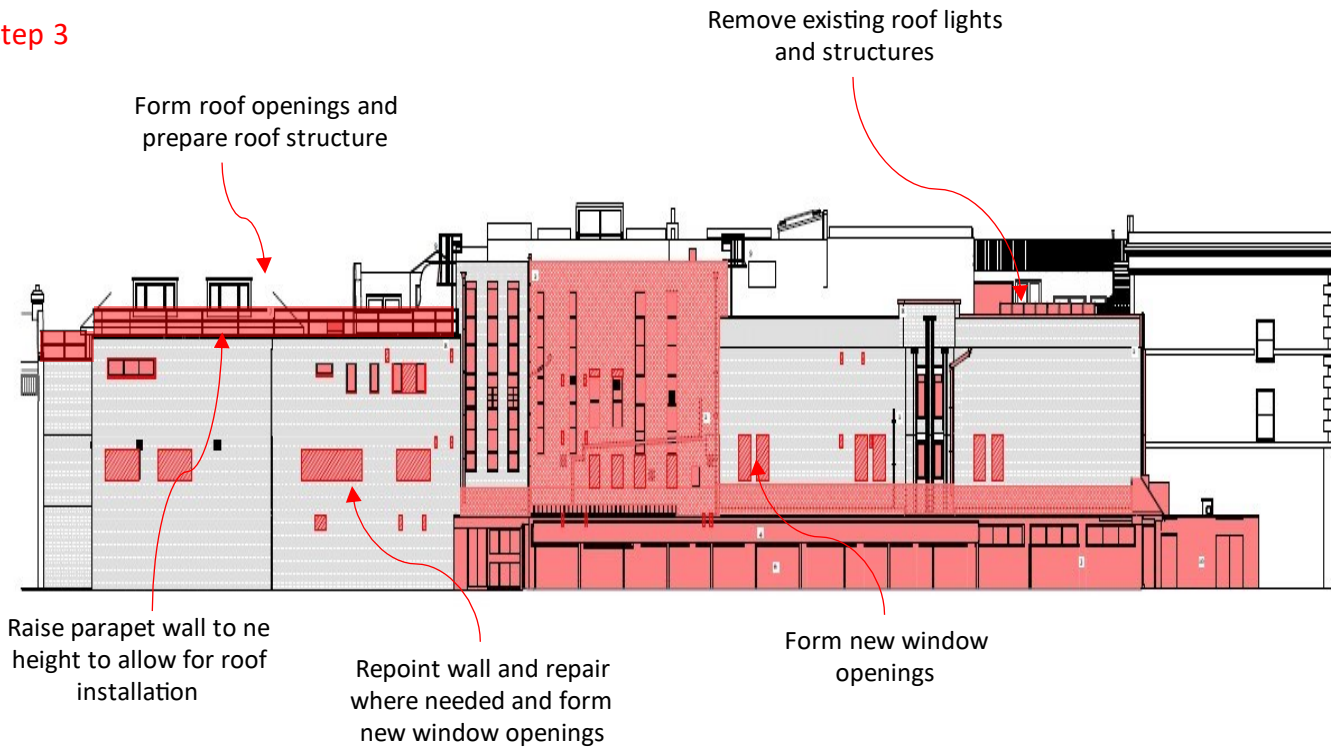 tep 3
Remove existing roof lights
and structures
Form roof openings and
prepare roof structure
Raise parapet wall to ne
height to allow for roof
installation
Repoint wall and repair
where needed and form
new window openings
Form new window
openings